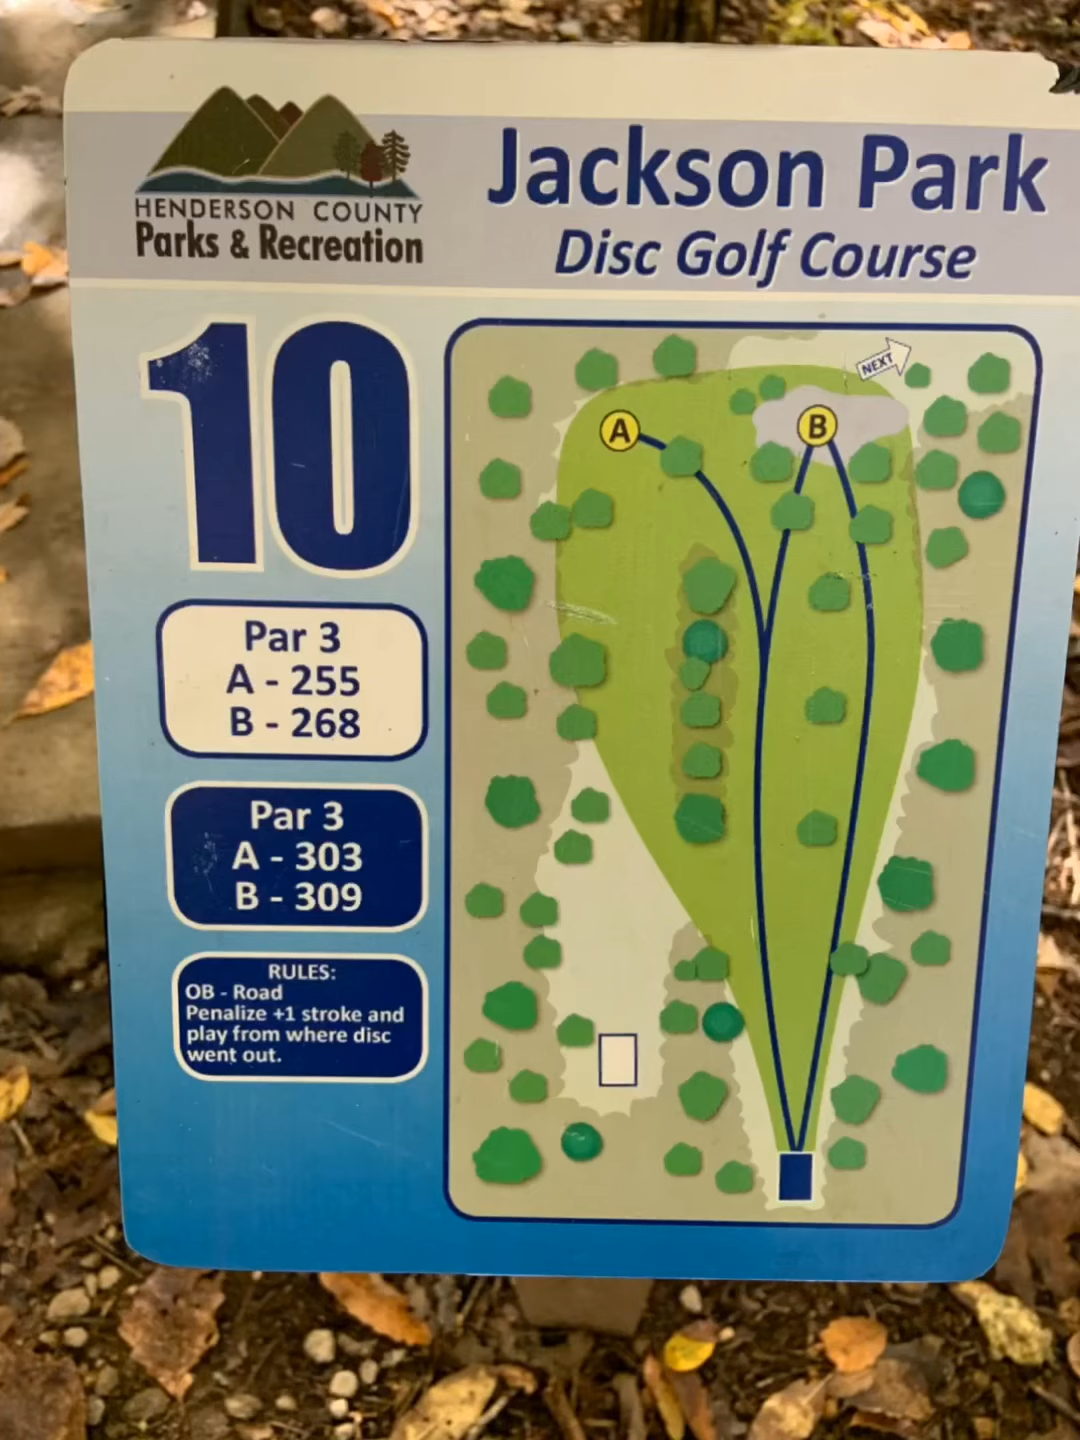 HENDERSON COUNTY
Parks & Recreation
Jackson Park
Disc Golf Course
10
Par 3
A - 255
B - 268
Par 3
A - 303
B - 309
RULES:
OB - Road
Penalize +1 stroke and
play from where disc
went out.
NEXT
A
B